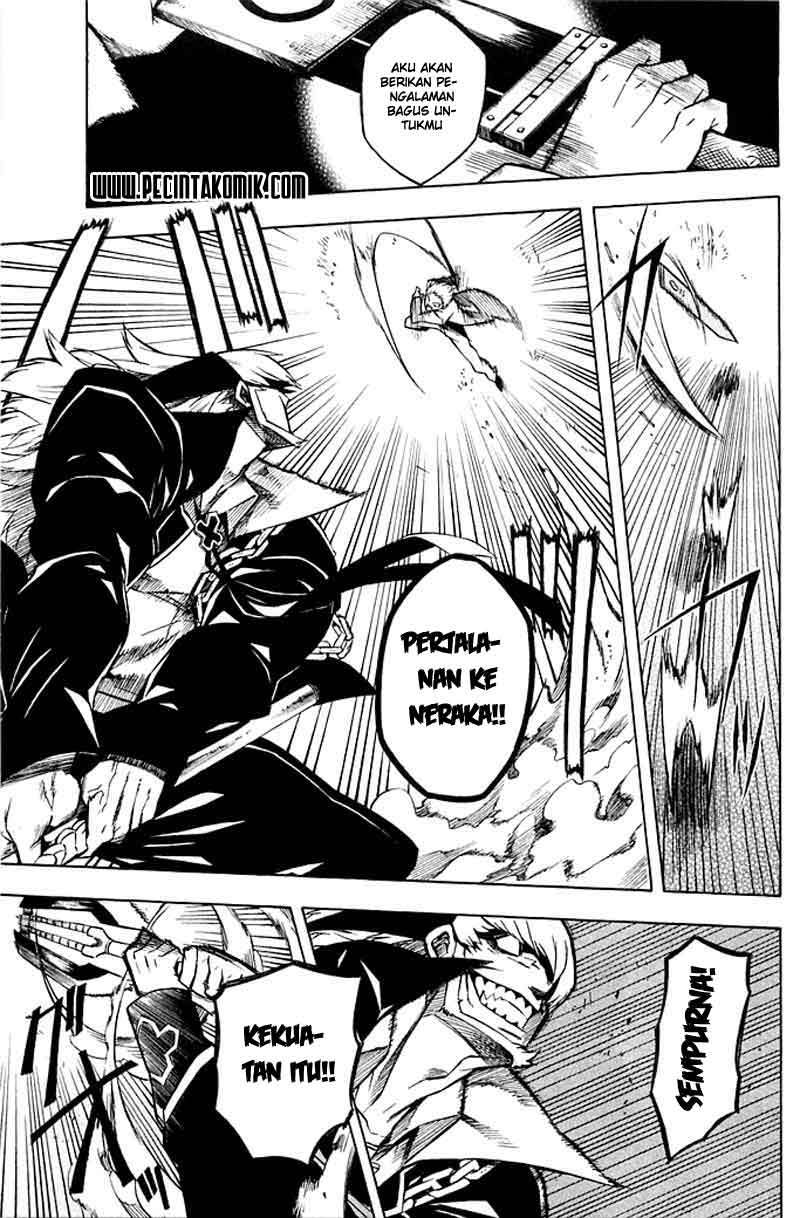 AKU AKAN
BERIKAN PE-
NGALAMAN
BAGUS UN-
TUKMU
WWW.PECINTAKOMIK.COM
PERJALA-
NAN KE
NERAKA!!
SEMPURNA!
KEKUA-
TAN ITU!!